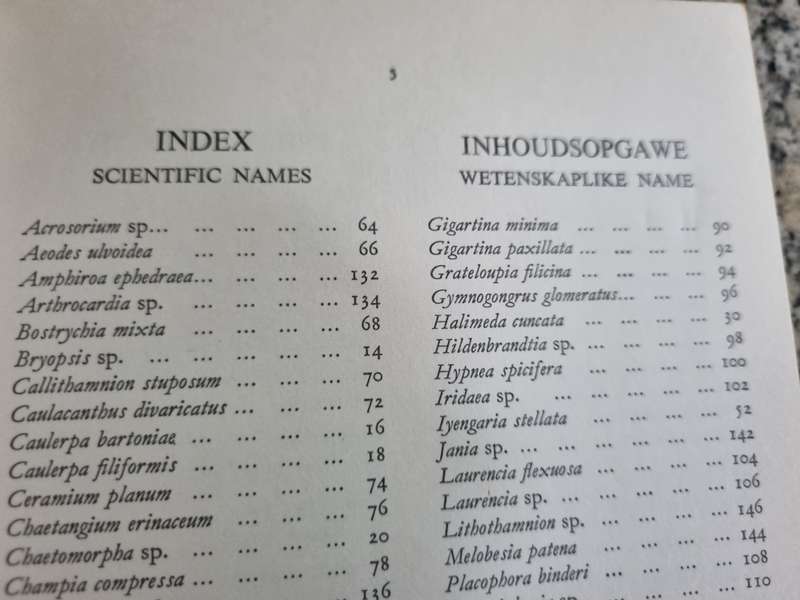 3
INDEX
SCIENTIFIC NAMES
Acrosorium sp... ... ... ... ... 64
Aeodes ulvoidea ... ... ... ... 66
Amphiroa ephedraea... ... ... ... 132
Arthrocardia sp. ... ... ... ... 134
Bostrychia mixta ... ... ... ... 68
Bryopsis sp. ... ... ... ... ... 14
Callithamnion stuposum ... ... ... 70
Caulacanthus divaricatus ... ... ... 72
Caulerpa bartoniae ... ... ... ... 16
Caulerpa filiformis ... ... ... ... 18
Ceramium planum ... ... ... ... 74
Chaetangium erinaceum ... ... ... 76
Chaetomorpha sp. ... ... ... ... 20
Champia compressa ... ... ... ... 78
136
INHOUDSOPGAWE
WETENSKAPLIKE NAME
Gigartina minima ... ... ... ... 90
Gigartina paxillata ... ... ... ... 92
Grateloupia filicina ... ... ... ... 94
Gymnogongrus glomeratus... ... ... 96
Halimeda cuncata ... ... ... ... 30
Hildenbrandtia sp. ... ... ... ... 98
Hypnea spicifera ... ... ... ... 100
Iridaea sp. ... ... ... ... 102
Iyengaria stellata ... ... ... ... 52
Jania sp. ... ... ... ... ... 142
Laurencia flexuosa ... ... ... ... 104
Laurencia sp. ... ... ... ... ... 106
Lithothamnion sp. ... ... ... ... 146
Melobesia patena ... ... ... ... 144
Placophora binderi ... ... ... ... 108
110